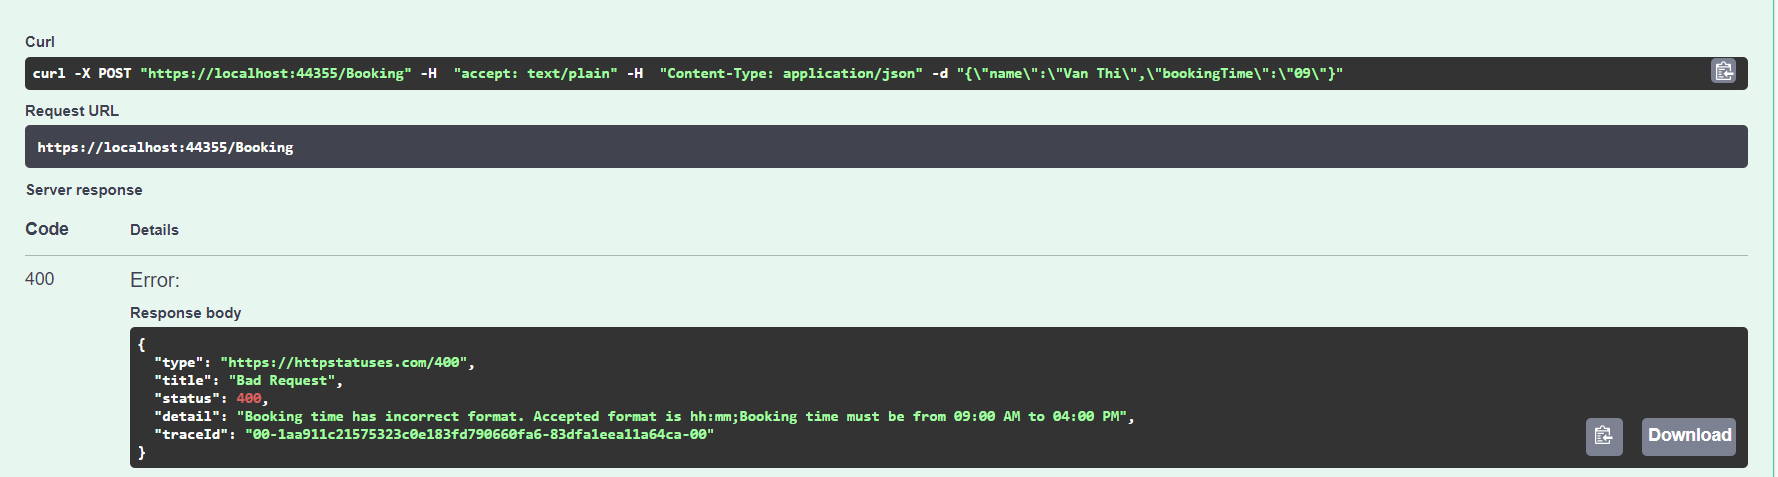 Curl
curl -X POST "https://localhost:44355/Booking" -H  "accept: text/plain" -H  "Content-Type: application/json" -d "{\"name\":\"Van Thi\",\"bookingTime\":\"09\"}"
Request URL
https://localhost:44355/Booking
Server response
Code Details
400 Error:
Response body
{
  "type": "https://httpstatuses.com/400",
  "title": "Bad Request",
  "status": 400,
  "detail": "Booking time has incorrect format. Accepted format is hh:mm;Booking time must be from 09:00 AM to 04:00 PM",
  "traceId": "00-1aa911c21575323c0e183fd790660fa6-83dfa1eea11a64ca-00"
}
Download